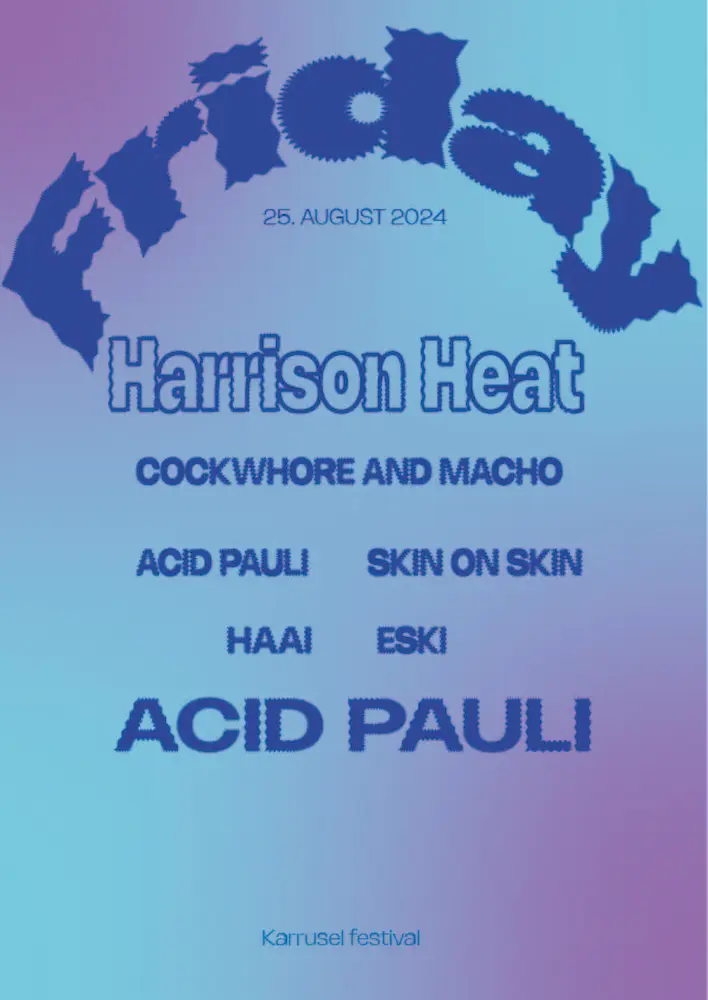 friday
25. AUGUST 2024
Harrison Heat
COCKWHORE AND MACHO
ACID PAULI SKIN ON SKIN
HAAI ESKI
ACID PAULI
Karrusel festival